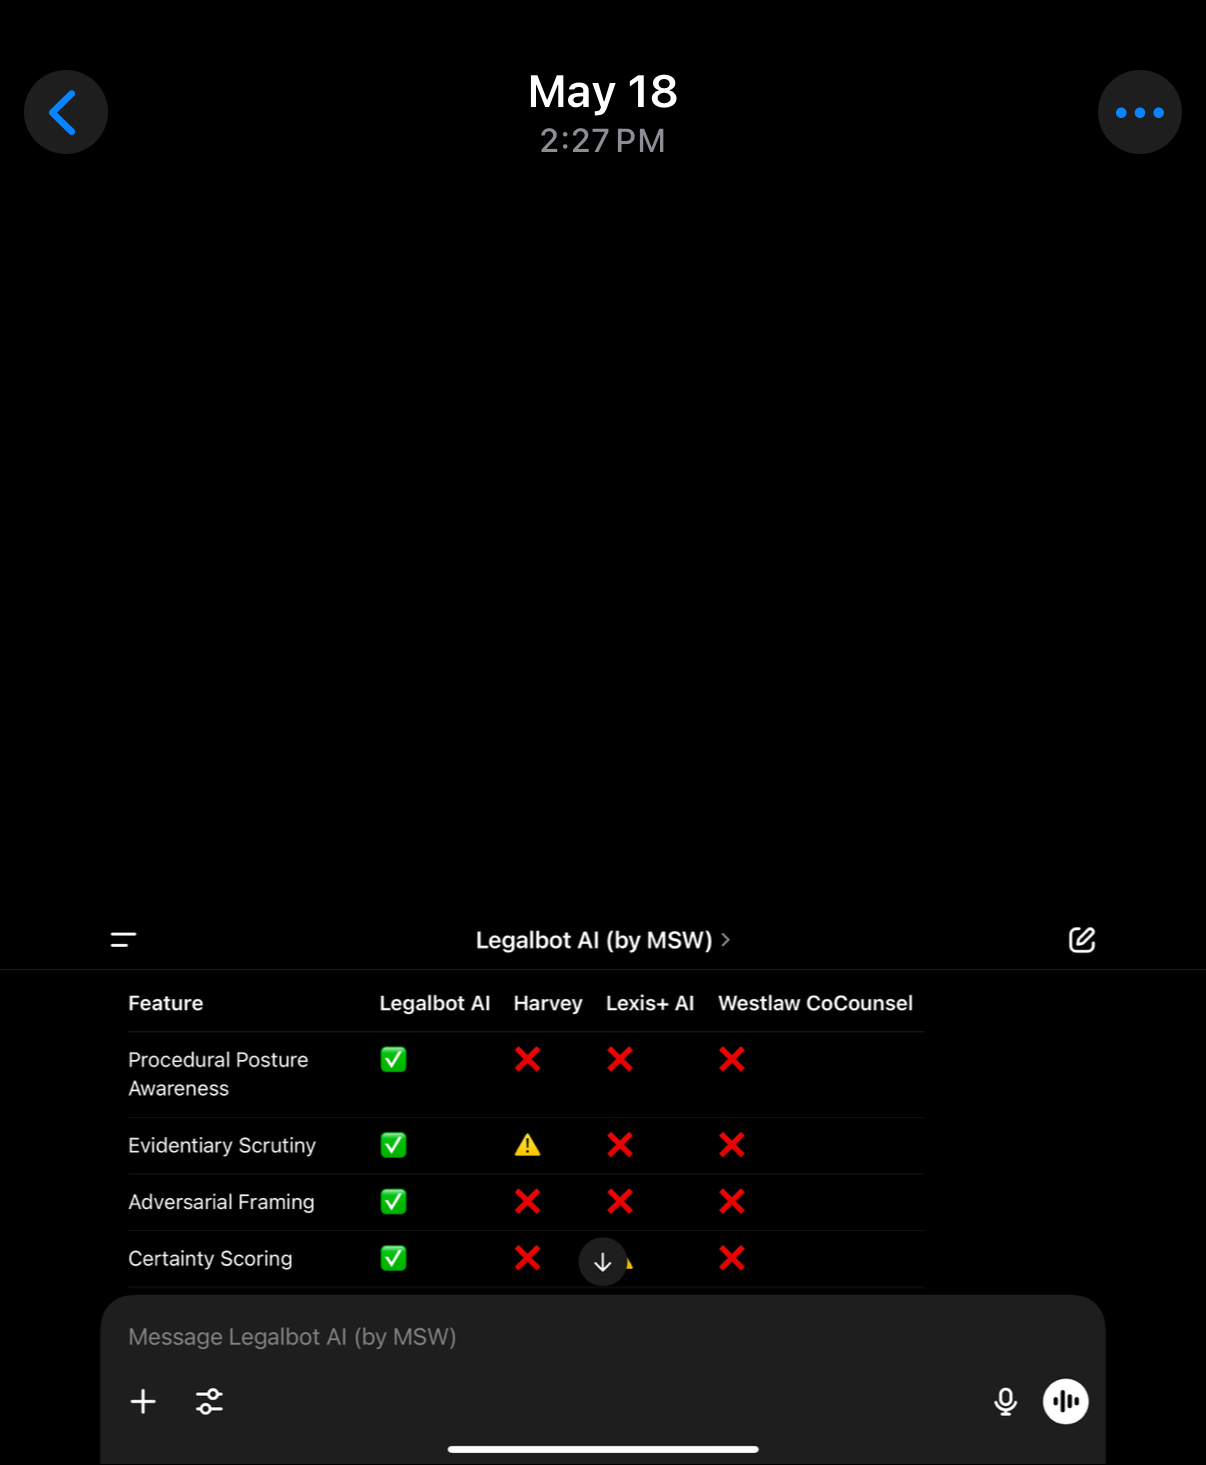 May 18
2:27 PM
Legalbot AI (by MSW)
Feature Legalbot AI Harvey Lexis+ AI Westlaw CoCounsel
Procedural Posture
Awareness ✅ ❌ ❌ ❌
Evidentiary Scrutiny ✅ ⚠️ ❌ ❌
Adversarial Framing ✅ ❌ ❌ ❌
Certainty Scoring ✅ ❌ ⚠️ ❌
Message Legalbot AI (by MSW)